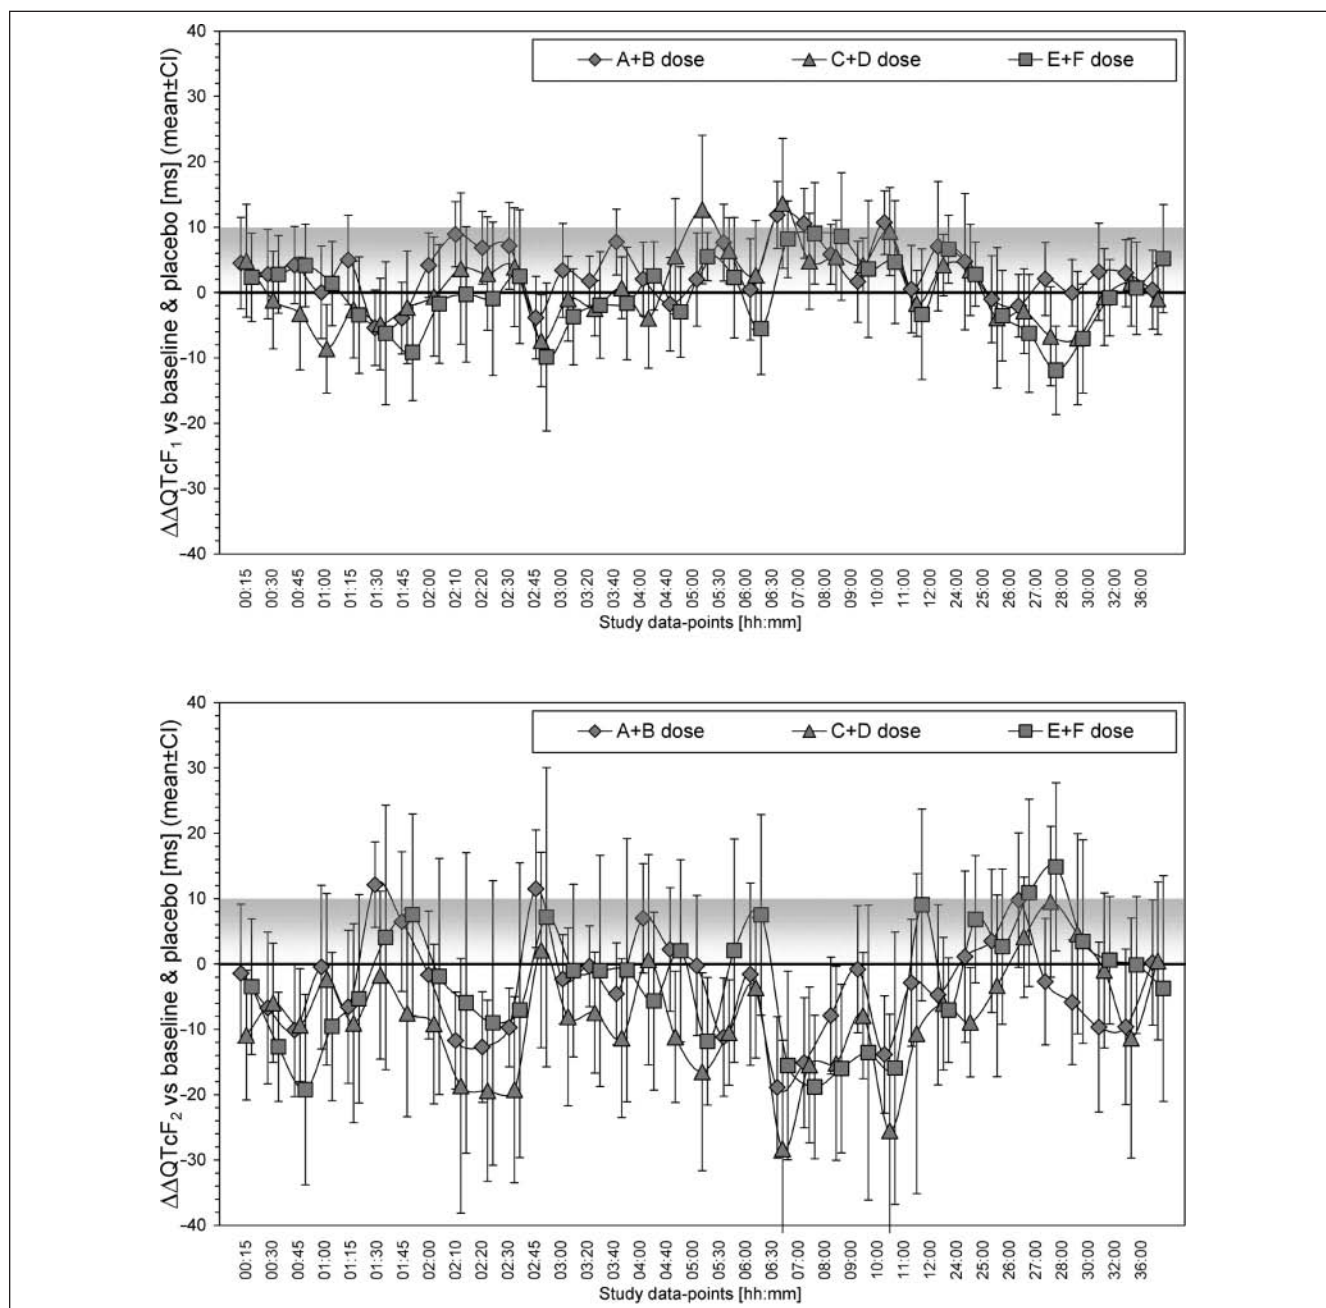 40
30
20
10
0
-10
-20
-30
-40
ΔΔQTcF1 vs baseline & placebo [ms] (mean±CI)
A+B dose C+D dose E+F dose
00:15 00:30 00:45 01:00 01:15 01:30 01:45 02:00 02:10 02:20 02:30 02:45 03:00 03:20 03:40 04:00 04:40 05:00 05:30 06:00 06:30 07:00 08:00 09:00 10:00 11:00 12:00 24:00 25:00 26:00 27:00 28:00 32:00 36:00
Study data-points [hh:mm]
40
30
20
10
0
-10
-20
-30
-40
ΔΔQTcF2 vs baseline & placebo [ms] (mean±CI)
A+B dose C+D dose E+F dose
00:15 00:30 00:45 01:00 01:15 01:30 01:45 02:00 02:10 02:20 02:30 02:45 03:00 03:20 03:40 04:00 04:40 05:00 05:30 06:00 06:30 07:00 08:00 09:00 10:00 11:00 12:00 24:00 25:00 26:00 27:00 28:00 32:00 36:00
Study data-points [hh:mm]